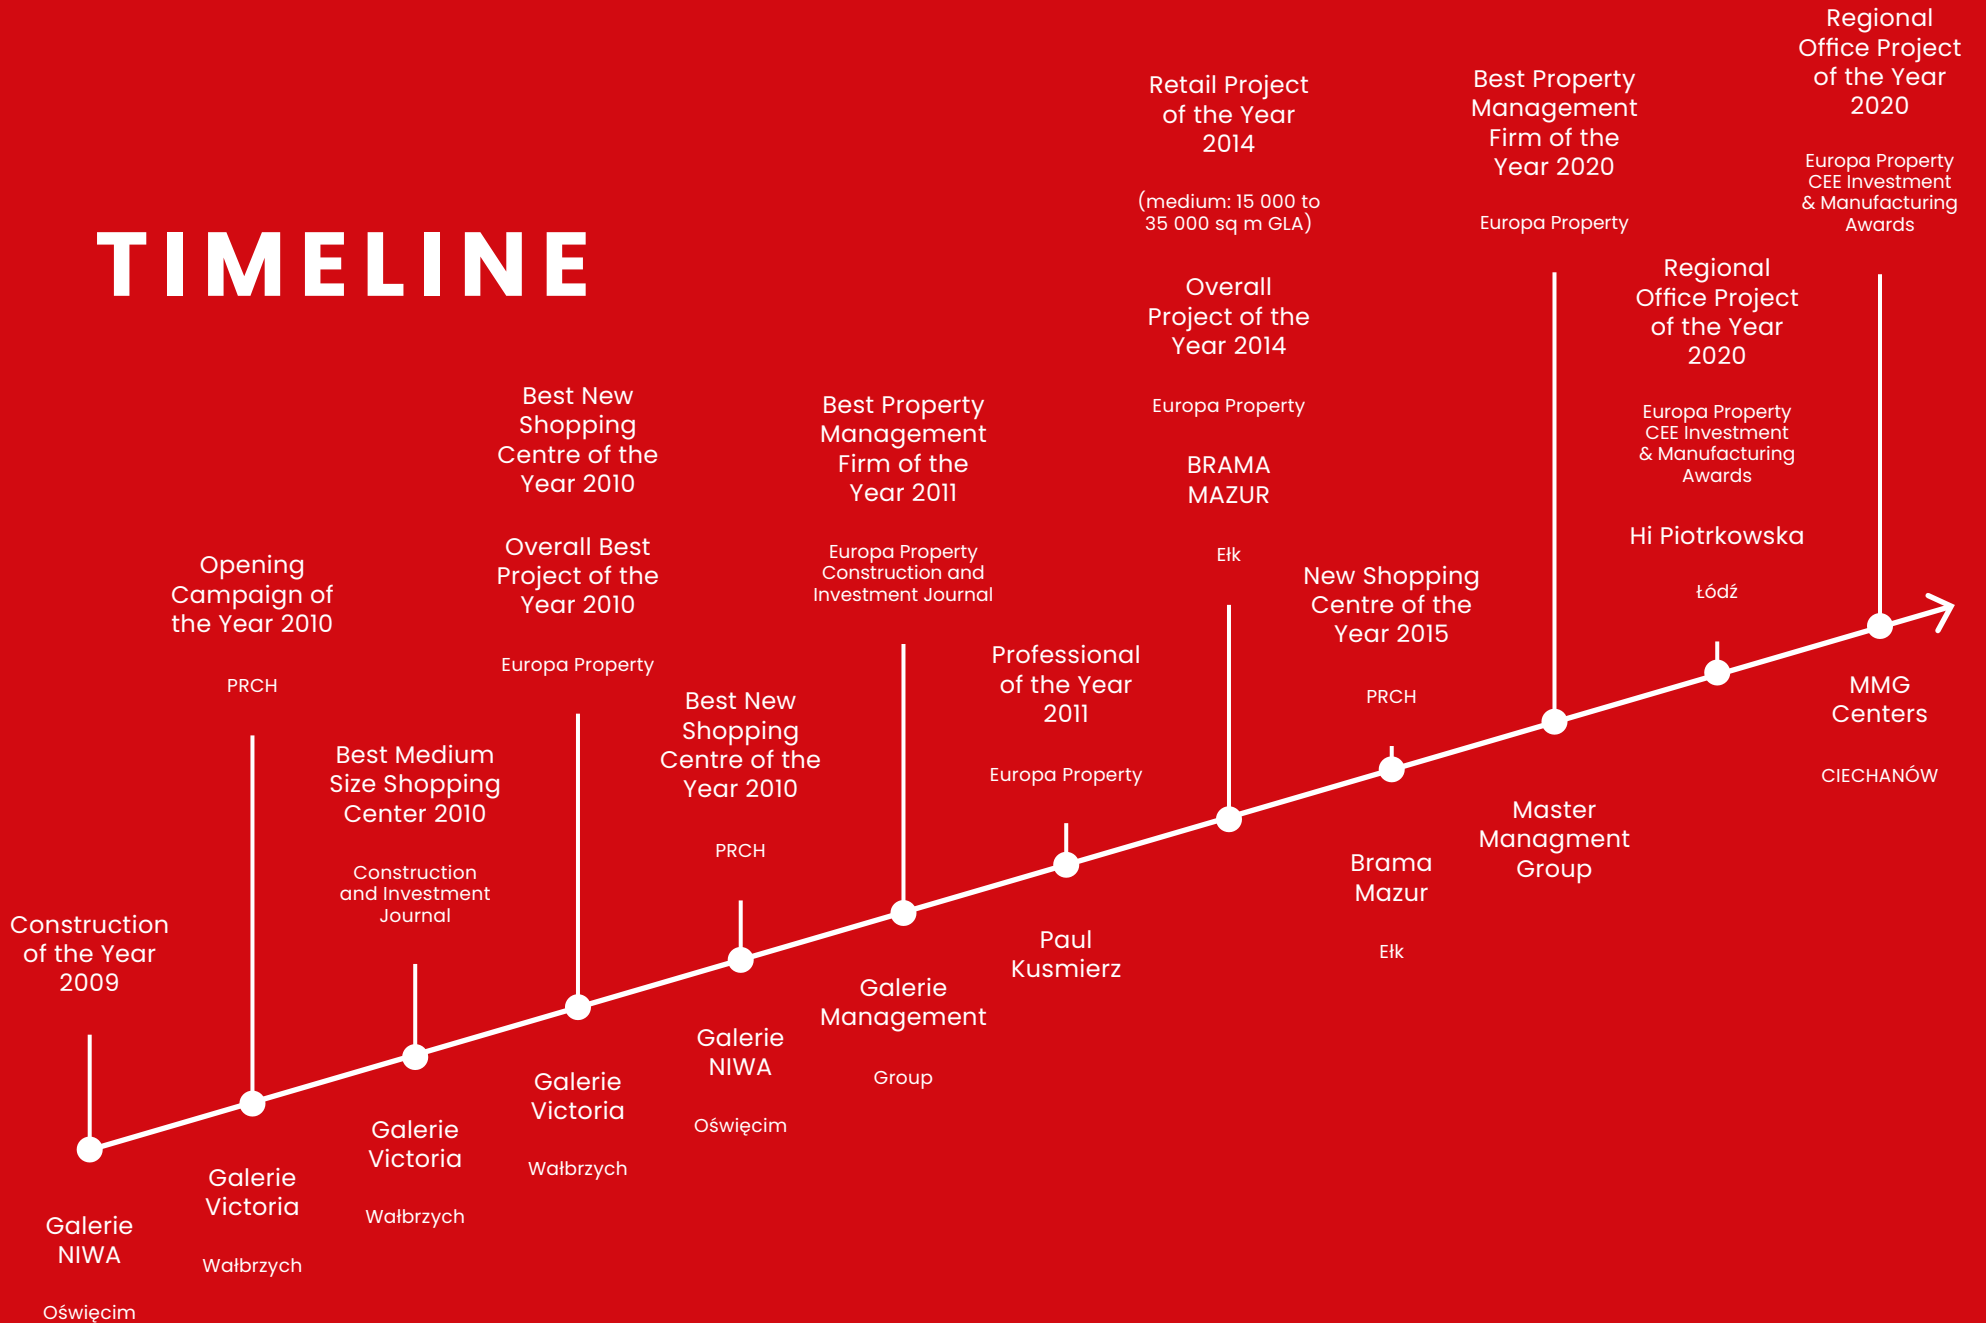 TIMELINE
Construction
of the Year
2009
Galerie
NIWA
Oświęcim
Opening
Campaign of
the Year 2010
PRCH
Galerie
Victoria
Wałbrzych
Best Medium
Size Shopping
Center 2010
Construction
and Investment
Journal
Galerie
Victoria
Wałbrzych
Best New
Shopping
Centre of the
Year 2010
Overall Best
Project of the
Year 2010
Europa Property
Galerie
Victoria
Wałbrzych
Best New
Shopping
Centre of the
Year 2010
PRCH
Galerie
NIWA
Oświęcim
Best Property
Management
Firm of the
Year 2011
Europa Property
Construction and
Investment Journal
Galerie
Management
Group
Professional
of the Year
2011
Europa Property
Paul
Kusmierz
Retail Project
of the Year
2014
(medium: 15 000 to
35 000 sq m GLA)
Overall
Project of the
Year 2014
Europa Property
BRAMA
MAZUR
Ełk
New Shopping
Centre of the
Year 2015
PRCH
Brama
Mazur
Ełk
Best Property
Management
Firm of the
Year 2020
Europa Property
Master
Managment
Group
Regional
Office Project
of the Year
2020
Europa Property
CEE Investment
& Manufacturing
Awards
Hi Piotrkowska
Łódź
Regional
Office Project
of the Year
2020
Europa Property
CEE Investment
& Manufacturing
Awards
MMG
Centers
CIECHANÓW